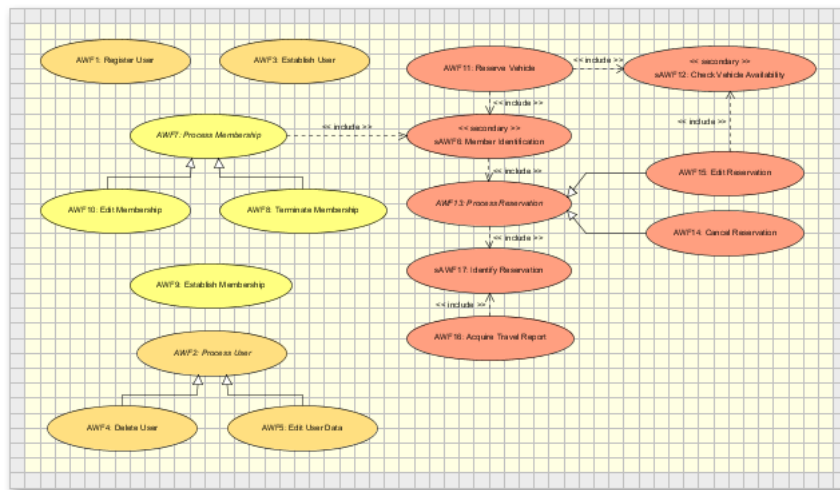 AWF1: Register User
AWF3: Establish User
AWF11: Reserve Vehicle
<< include >>
<< secondary >>
sAWF12: Check Vehicle Availability
<< include >>
AWF7: Process Membership
<< include >>
<< secondary >>
sAWF6: Member Identification
<< include >>
<< include >>
AWF15: Edit Reservation
AWF10: Edit Membership
AWF8: Terminate Membership
AWF13: Process Reservation
AWF14: Cancel Reservation
<< include >>
sAWF17: Identify Reservation
AWF9: Establish Membership
<< include >>
AWF16: Acquire Travel Report
AWF2: Process User
AWF4: Delete User
AWF5: Edit User Data